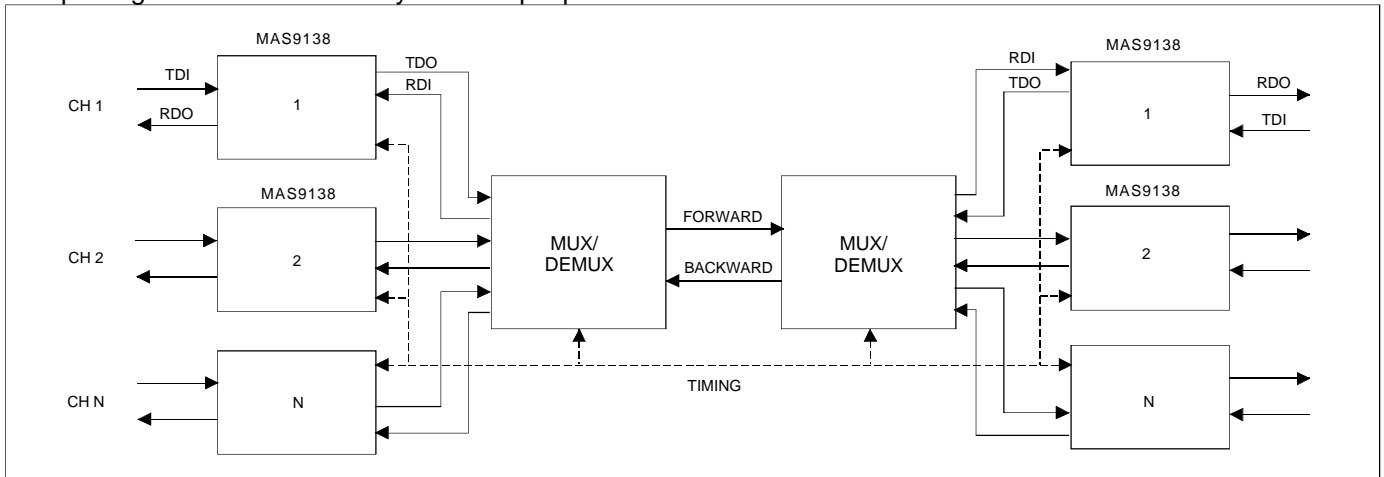 MAS9138
MAS9138
TDI
TDO
RDI
RDI
TDO
RDO
CH 1
1
1
RDO
TDI
MAS9138
MAS9138
CH 2
2
2
FORWARD
MUX/
DEMUX
MUX/
DEMUX
BACKWARD
TIMING
CH N
N
N